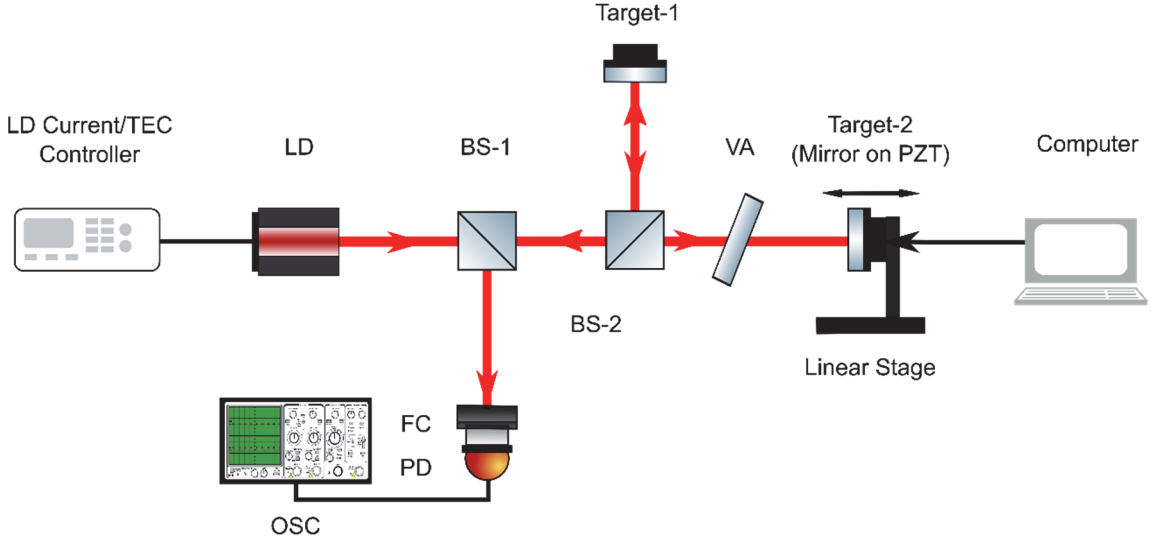 Target-1
LD Current/TEC
Controller
LD
BS-1
VA
Target-2
(Mirror on PZT)
Computer
BS-2
Linear Stage
FC
PD
OSC